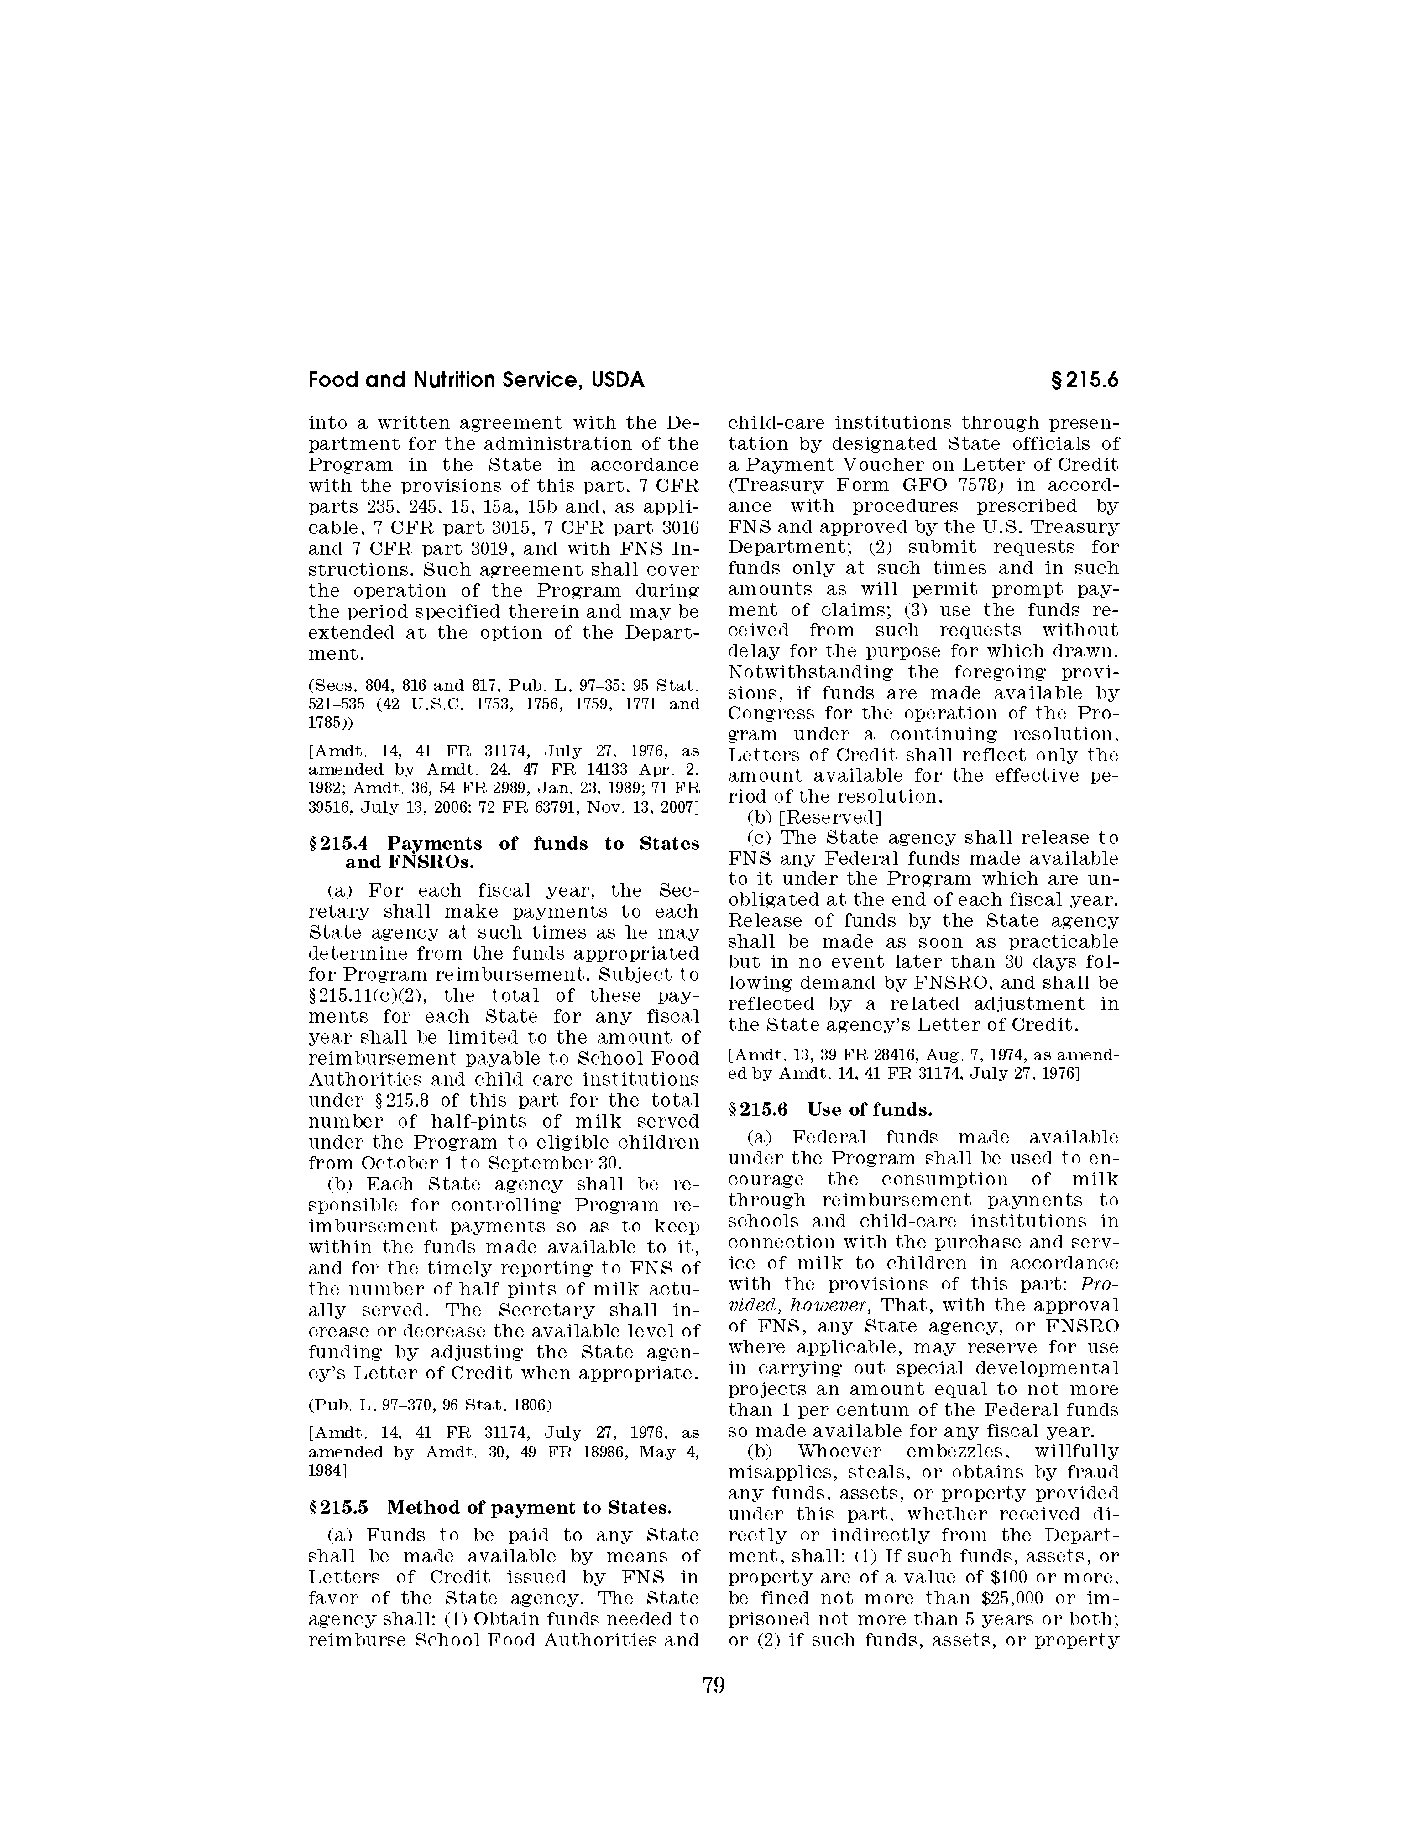 Food and Nutrition Service, USDA
§ 215.6
into a written agreement with the De-
partment for the administration of the
Program in the State in accordance
with the provisions of this part, 7 CFR
parts 235, 245, 15, 15a, 15b and, as appli-
cable, 7 CFR part 3015, 7 CFR part 3016
and 7 CFR part 3019, and with FNS In-
structions. Such agreement shall cover
the operation of the Program during
the period specified therein and may be
extended at the option of the Depart-
ment.
(Secs. 804, 816 and 817, Pub. L. 97–35; 95 Stat.
521–535 (42 U.S.C. 1753, 1756, 1759, 1771 and
1785))
[Amdt. 14, 41 FR 31174, July 27, 1976, as
amended by Amdt. 24, 47 FR 14133 Apr. 2,
1982; Amdt. 36, 54 FR 2989, Jan. 23, 1989; 71 FR
39516, July 13, 2006; 72 FR 63791, Nov. 13, 2007]
§ 215.4 Payments of funds to States
and FNSROs.
(a) For each fiscal year, the Sec-
retary shall make payments to each
State agency at such times as he may
determine from the funds appropriated
for Program reimbursement. Subject to
§ 215.11(c)(2), the total of these pay-
ments for each State for any fiscal
year shall be limited to the amount of
reimbursement payable to School Food
Authorities and child care institutions
under § 215.8 of this part for the total
number of half-pints of milk served
under the Program to eligible children
from October 1 to September 30.
(b) Each State agency shall be re-
sponsible for controlling Program re-
imbursement payments so as to keep
within the funds made available to it,
and for the timely reporting to FNS of
the number of half pints of milk actu-
ally served. The Secretary shall in-
crease or decrease the available level of
funding by adjusting the State agen-
cy's Letter of Credit when appropriate.
(Pub. L. 97–370, 96 Stat. 1806)
[Amdt. 14, 41 FR 31174, July 27, 1976, as
amended by Amdt. 30, 49 FR 18986, May 4,
1984]
§ 215.5 Method of payment to States.
(a) Funds to be paid to any State
shall be made available by means of
Letters of Credit issued by FNS in
favor of the State agency. The State
agency shall: (1) Obtain funds needed to
reimburse School Food Authorities and
child-care institutions through presen-
tation by designated State officials of
a Payment Voucher on Letter of Credit
(Treasury Form GFO 7578) in accord-
ance with procedures prescribed by
FNS and approved by the U.S. Treasury
Department; (2) submit requests for
funds only at such times and in such
amounts as will permit prompt pay-
ment of claims; (3) use the funds re-
ceived from such requests without
delay for the purpose for which drawn.
Notwithstanding the foregoing provi-
sions, if funds are made available by
Congress for the operation of the Pro-
gram under a continuing resolution,
Letters of Credit shall reflect only the
amount available for the effective pe-
riod of the resolution.
(b) [Reserved]
(c) The State agency shall release to
FNS any Federal funds made available
to it under the Program which are un-
obligated at the end of each fiscal year.
Release of funds by the State agency
shall be made as soon as practicable
but in no event later than 30 days fol-
lowing demand by FNSRO, and shall be
reflected by a related adjustment in
the State agency's Letter of Credit.
[Amdt. 13, 39 FR 28416, Aug. 7, 1974, as amend-
ed by Amdt. 14, 41 FR 31174, July 27, 1976]
§ 215.6 Use of funds.
(a) Federal funds made available
under the Program shall be used to en-
courage the consumption of milk
through reimbursement payments to
schools and child-care institutions in
connection with the purchase and serv-
ice of milk to children in accordance
with the provisions of this part: Pro-
vided, however, That, with the approval
of FNS, any State agency, or FNSRO
where applicable, may reserve for use
in carrying out special developmental
projects an amount equal to not more
than 1 per centum of the Federal funds
so made available for any fiscal year.
(b) Whoever embezzles, willfully
misapplies, steals, or obtains by fraud
any funds, assets, or property provided
under this part, whether received di-
rectly or indirectly from the Depart-
ment, shall: (1) If such funds, assets, or
property are of a value of $100 or more,
be fined not more than $25,000 or im-
prisoned not more than 5 years or both;
or (2) if such funds, assets, or property
79